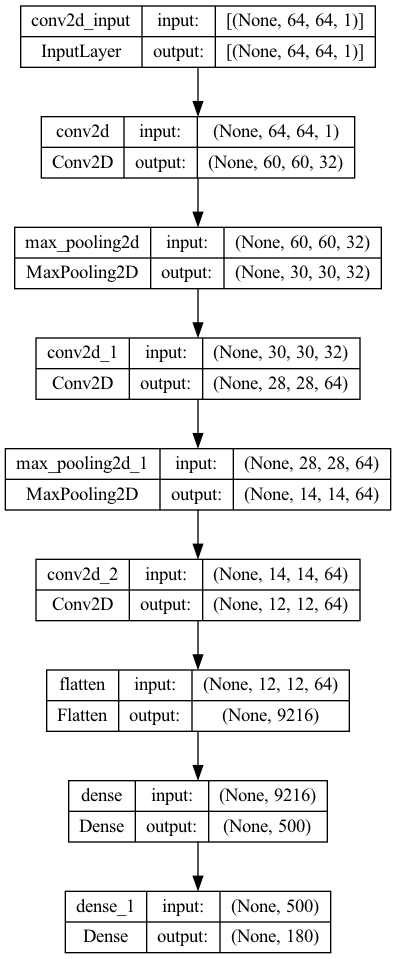 conv2d_input input: [(None, 64, 64, 1)]
InputLayer output: [(None, 64, 64, 1)]
conv2d input: (None, 64, 64, 1)
Conv2D output: (None, 60, 60, 32)
max_pooling2d input: (None, 60, 60, 32)
MaxPooling2D output: (None, 30, 30, 32)
conv2d_1 input: (None, 30, 30, 32)
Conv2D output: (None, 28, 28, 64)
max_pooling2d_1 input: (None, 28, 28, 64)
MaxPooling2D output: (None, 14, 14, 64)
conv2d_2 input: (None, 14, 14, 64)
Conv2D output: (None, 12, 12, 64)
flatten input: (None, 12, 12, 64)
Flatten output: (None, 9216)
dense input: (None, 9216)
Dense output: (None, 500)
dense_1 input: (None, 500)
Dense output: (None, 180)